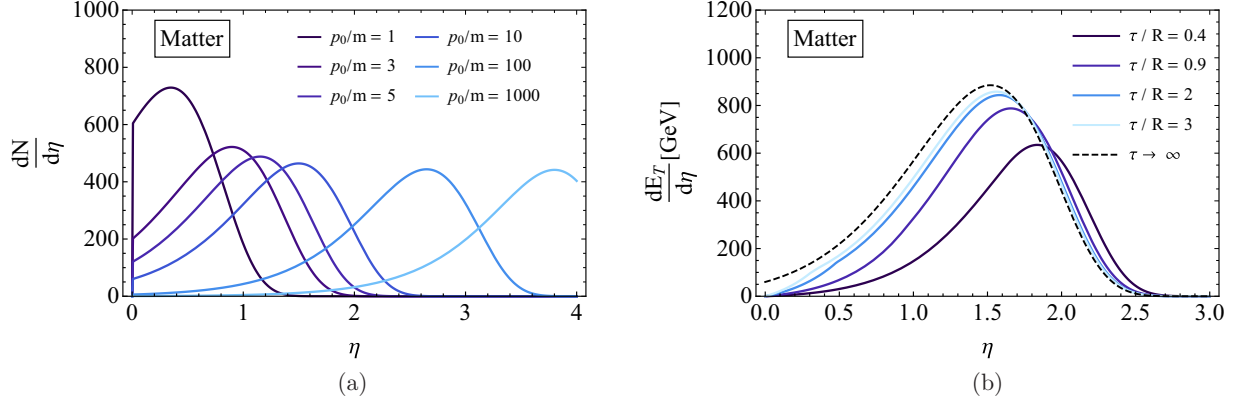 1000
800
600
400
200
0
dN
dη
Matter
p₀/m = 1
p₀/m = 3
p₀/m = 5
p₀/m = 10
p₀/m = 100
p₀/m = 1000
0 1 2 3 4
η
(a)
1200
1000
800
600
400
200
0
dE_T
dη [GeV]
Matter
τ / R = 0.4
τ / R = 0.9
τ / R = 2
τ / R = 3
τ → ∞
0.0 0.5 1.0 1.5 2.0 2.5 3.0
η
(b)